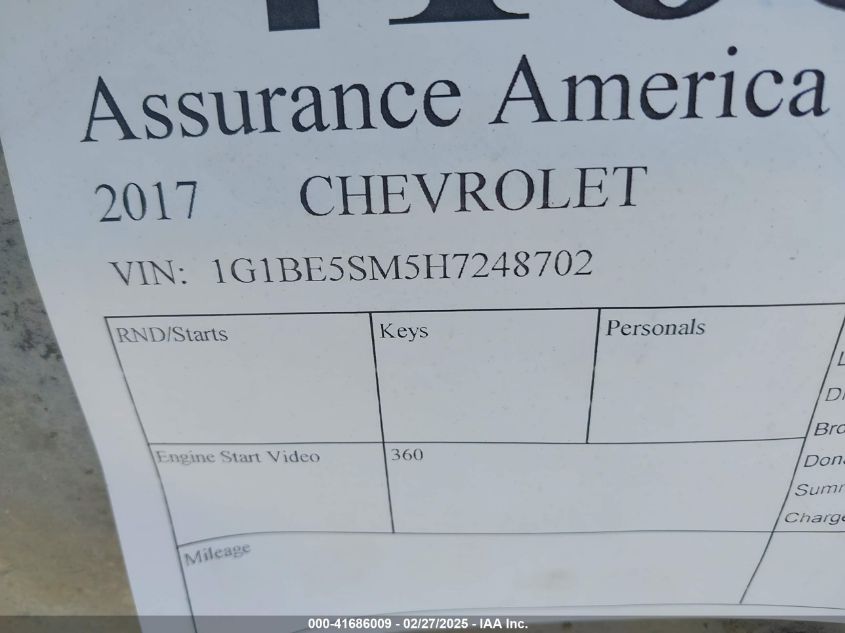 Assurance America
2017 CHEVROLET
VIN: 1G1BE5SM5H7248702
RND/Starts Keys Personals
Engine Start Video 360
Mileage
000-41686009 - 02/27/2025 - IAA Inc.